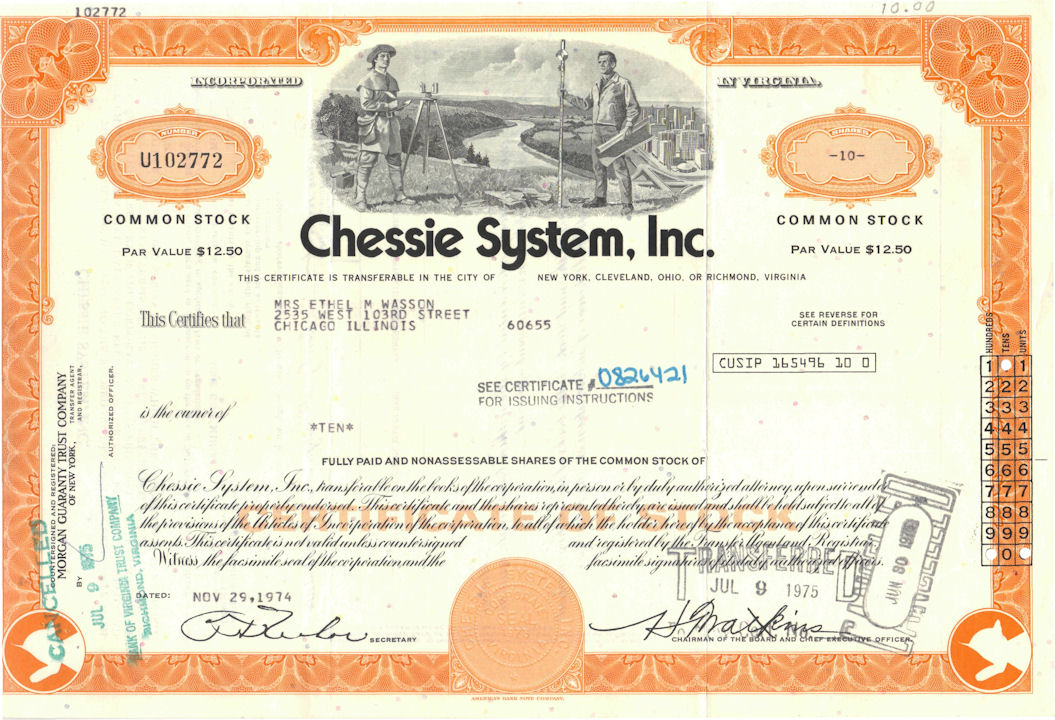 102772
10.00
INCORPORATED
IN VIRGINIA.
NUMBER
U102772
SHARES
-10-
COMMON STOCK
COMMON STOCK
PAR VALUE $12.50
PAR VALUE $12.50
Chessie System, Inc.
THIS CERTIFICATE IS TRANSFERABLE IN THE CITY OF NEW YORK, CLEVELAND, OHIO, OR RICHMOND, VIRGINIA
This Certifies that
MRS ETHEL M WASSON
2535 WEST 103RD STREET
CHICAGO ILLINOIS 60655
SEE REVERSE FOR
CERTAIN DEFINITIONS
CUSIP 165496 10 0
SEE CERTIFICATE # 0826421
FOR ISSUING INSTRUCTIONS
is the owner of
*TEN*
FULLY PAID AND NONASSESSABLE SHARES OF THE COMMON STOCK OF
CERTIFICATE OF STOCK
Chessie System, Inc., transferable on the books of the corporation, in person or by duly authorized attorney, upon surrender
of this certificate properly endorsed. This certificate and the shares represented hereby are issued and shall be subject to all of
the provisions of the Articles of Incorporation of the corporation, to all of which the holder hereof by the acceptance of this certificate
assents. This certificate is not valid unless countersigned and registered by the Transfer Agent and Registrar.
Witness the facsimile seal of the corporation and the facsimile signatures of its duly authorized officers.
DATED: NOV 29, 1974
SECRETARY
H Watkins
CHAIRMAN OF THE BOARD AND CHIEF EXECUTIVE OFFICER
TRANSFERRED
JUL 9 1975
NOV 30 1980
COUNTERSIGNED AND REGISTERED:
MORGAN GUARANTY TRUST COMPANY
OF NEW YORK,
TRANSFER AGENT
AND REGISTRAR,
BY
AUTHORIZED OFFICER.
CANCELLED
JUL 9 1975
BANK OF VIRGINIA TRUST COMPANY
RICHMOND, VIRGINIA
HUNDREDS
TENS
UNITS
1 1
2 2 2
3 3 3
4 4 4
5 5 5
6 6 6
7 7 7
8 8 8
9 9 9
0
AMERICAN BANK NOTE COMPANY.